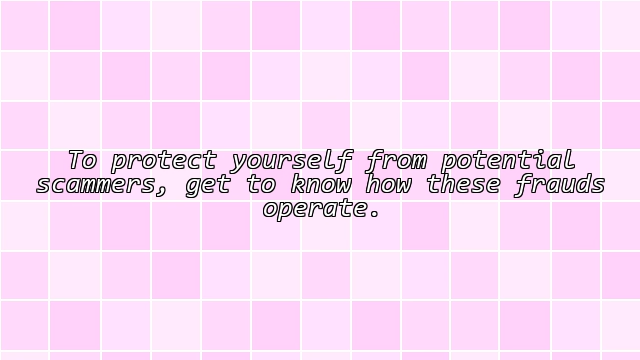 To protect yourself from potential
scammers, get to know how these frauds
operate.